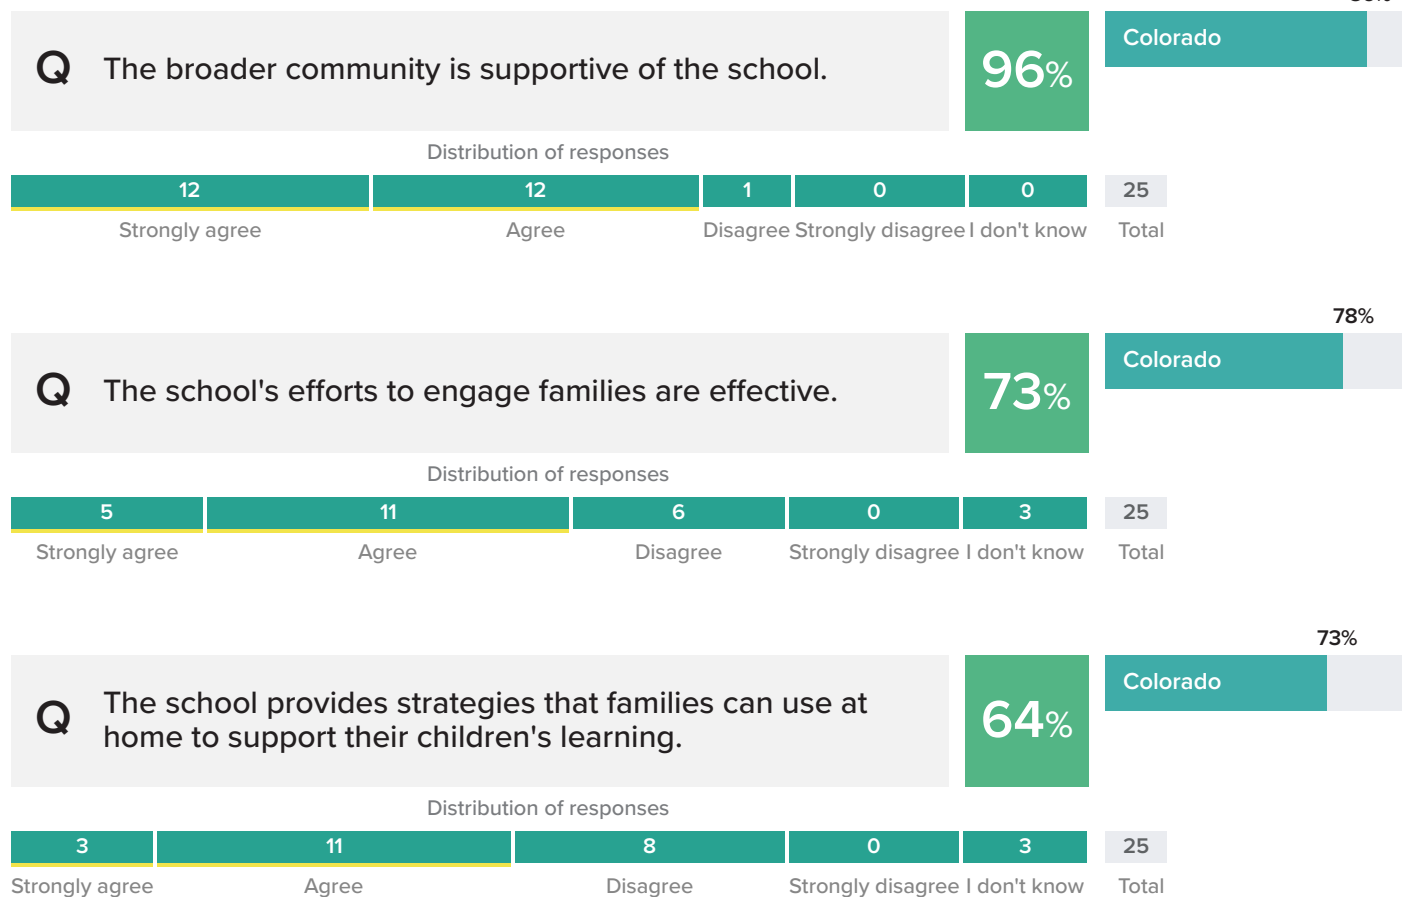 Q The broader community is supportive of the school. 96% Colorado
Distribution of responses
12 12 1 0 0 25
Strongly agree Agree Disagree Strongly disagree I don't know Total
78%
Q The school's efforts to engage families are effective. 73% Colorado
Distribution of responses
5 11 6 0 3 25
Strongly agree Agree Disagree Strongly disagree I don't know Total
73%
Q The school provides strategies that families can use at
home to support their children's learning. 64% Colorado
Distribution of responses
3 11 8 0 3 25
Strongly agree Agree Disagree Strongly disagree I don't know Total